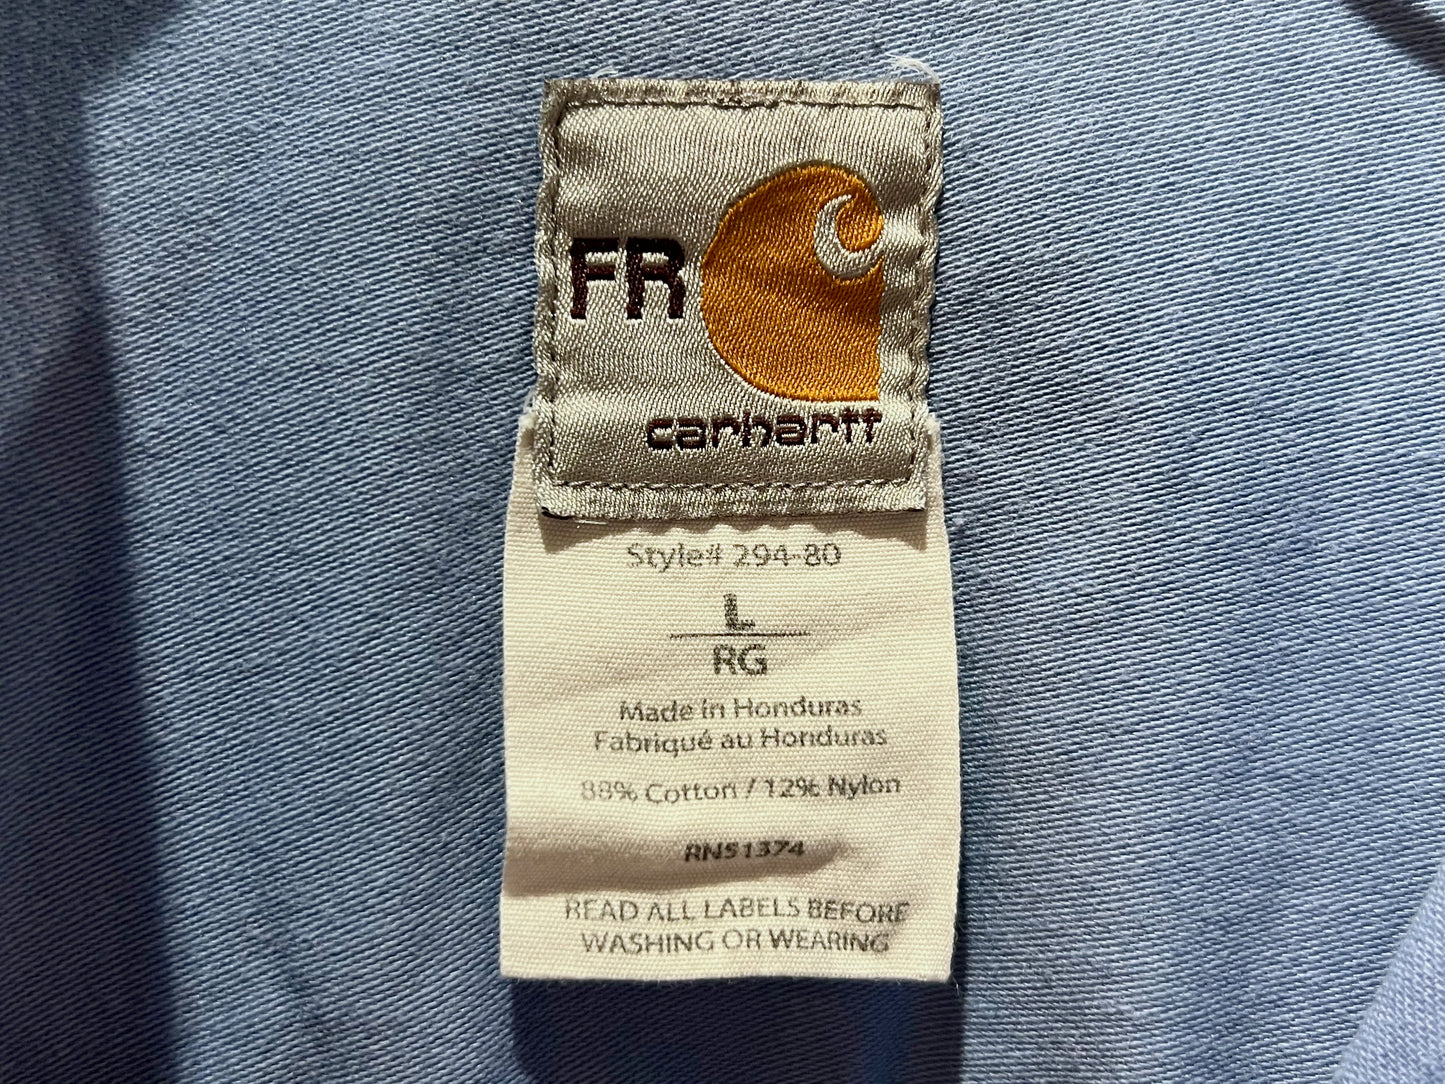 FR
carhartt
Style# 294-80
L
RG
Made in Honduras
Fabriqué au Honduras
88% Cotton / 12% Nylon
RN51374
READ ALL LABELS BEFORE
WASHING OR WEARING